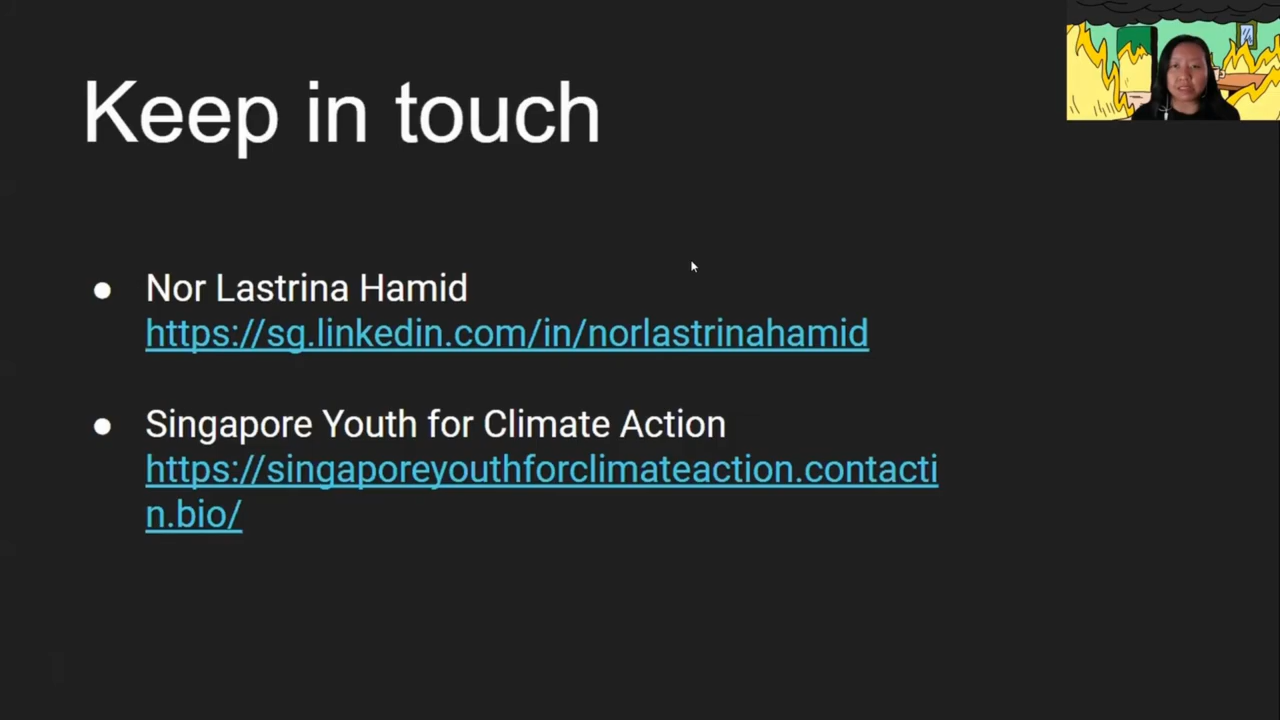 Keep in touch
● Nor Lastrina Hamid
https://sg.linkedin.com/in/norlastrinahamid
● Singapore Youth for Climate Action
https://singaporeyouthforclimateaction.contacti
n.bio/